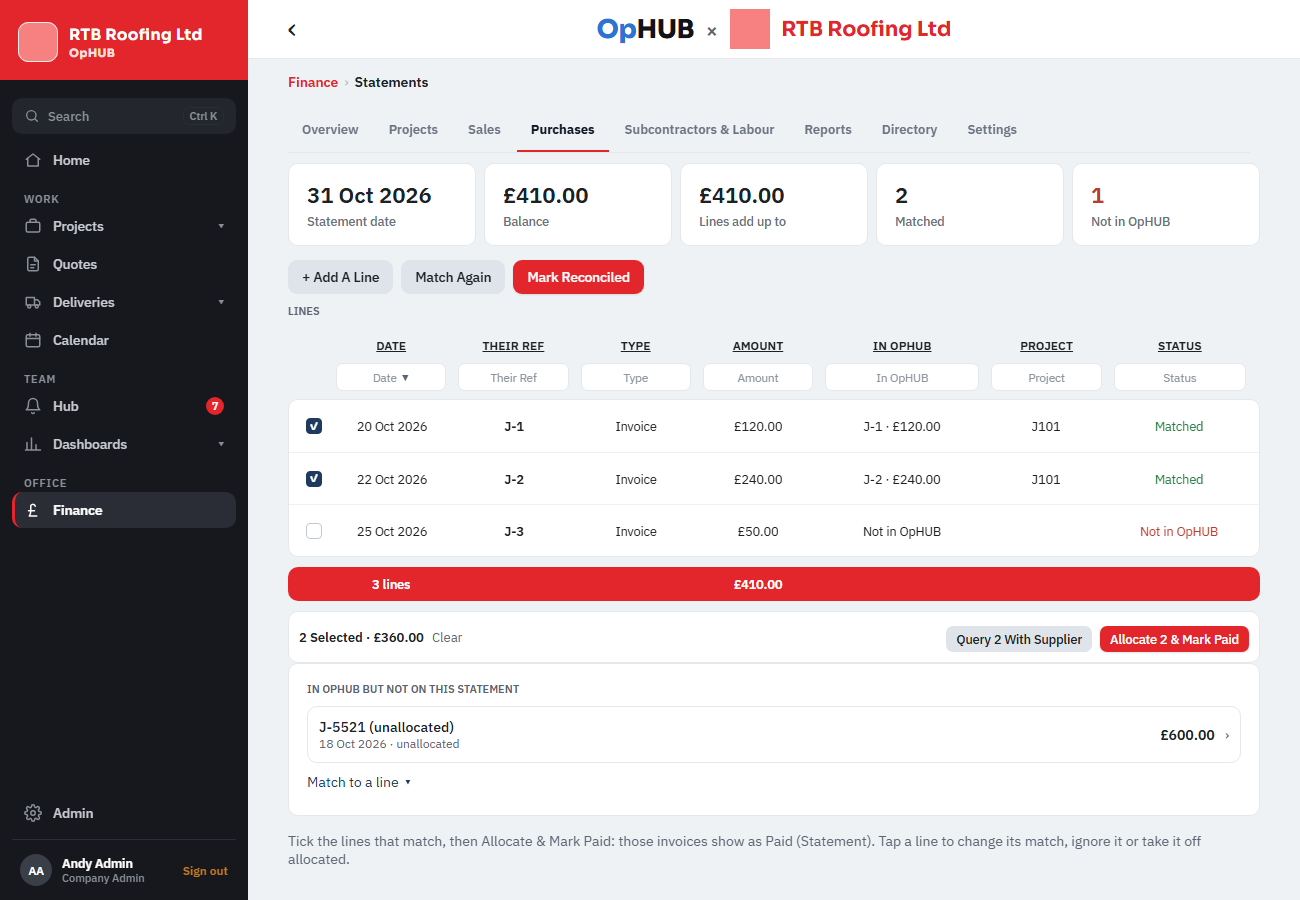 RTB Roofing Ltd
OpHUB
Search Ctrl K
Home
WORK
Projects
Quotes
Deliveries
Calendar
TEAM
Hub 7
Dashboards
OFFICE
£ Finance
Admin
AA Andy Admin
Company Admin
Sign out
OpHUB × RTB Roofing Ltd
Finance › Statements
Overview Projects Sales Purchases Subcontractors & Labour Reports Directory Settings
31 Oct 2026
Statement date
£410.00
Balance
£410.00
Lines add up to
2
Matched
1
Not in OpHUB
+ Add A Line Match Again Mark Reconciled
LINES
DATE THEIR REF TYPE AMOUNT IN OPHUB PROJECT STATUS
Date ▼ Their Ref Type Amount In OpHUB Project Status
20 Oct 2026 J-1 Invoice £120.00 J-1 · £120.00 J101 Matched
22 Oct 2026 J-2 Invoice £240.00 J-2 · £240.00 J101 Matched
25 Oct 2026 J-3 Invoice £50.00 Not in OpHUB Not in OpHUB
3 lines £410.00
2 Selected · £360.00 Clear Query 2 With Supplier Allocate 2 & Mark Paid
IN OPHUB BUT NOT ON THIS STATEMENT
J-5521 (unallocated)
18 Oct 2026 · unallocated
£600.00 ›
Match to a line ▾
Tick the lines that match, then Allocate & Mark Paid: those invoices show as Paid (Statement). Tap a line to change its match, ignore it or take it off
allocated.